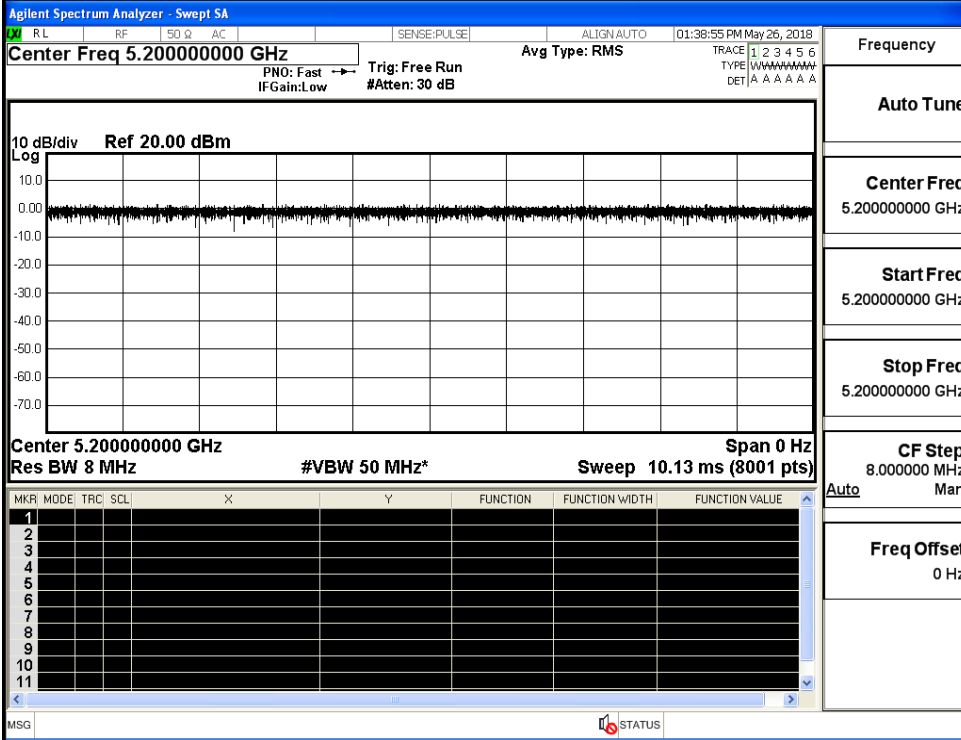 Agilent Spectrum Analyzer - Swept SA
LXI RL RF 50 Ω AC SENSE:PULSE ALIGN AUTO 01:38:55 PM May 26, 2018
Center Freq 5.200000000 GHz
Avg Type: RMS
TRACE 1 2 3 4 5 6
PNO: Fast Trig: Free Run
TYPE WWWWWW
IFGain:Low #Atten: 30 dB
DET A A A A A A
10 dB/div Ref 20.00 dBm
Log
10.0
0.00
-10.0
-20.0
-30.0
-40.0
-50.0
-60.0
-70.0
Center 5.200000000 GHz Span 0 Hz
Res BW 8 MHz #VBW 50 MHz* Sweep 10.13 ms (8001 pts)
MKR MODE TRC SCL X Y FUNCTION FUNCTION WIDTH FUNCTION VALUE
1
2
3
4
5
6
7
8
9
10
11
MSG STATUS
Frequency
Auto Tune
Center Freq
5.200000000 GHz
Start Freq
5.200000000 GHz
Stop Freq
5.200000000 GHz
CF Step
8.000000 MHz
Auto Man
Freq Offset
0 Hz